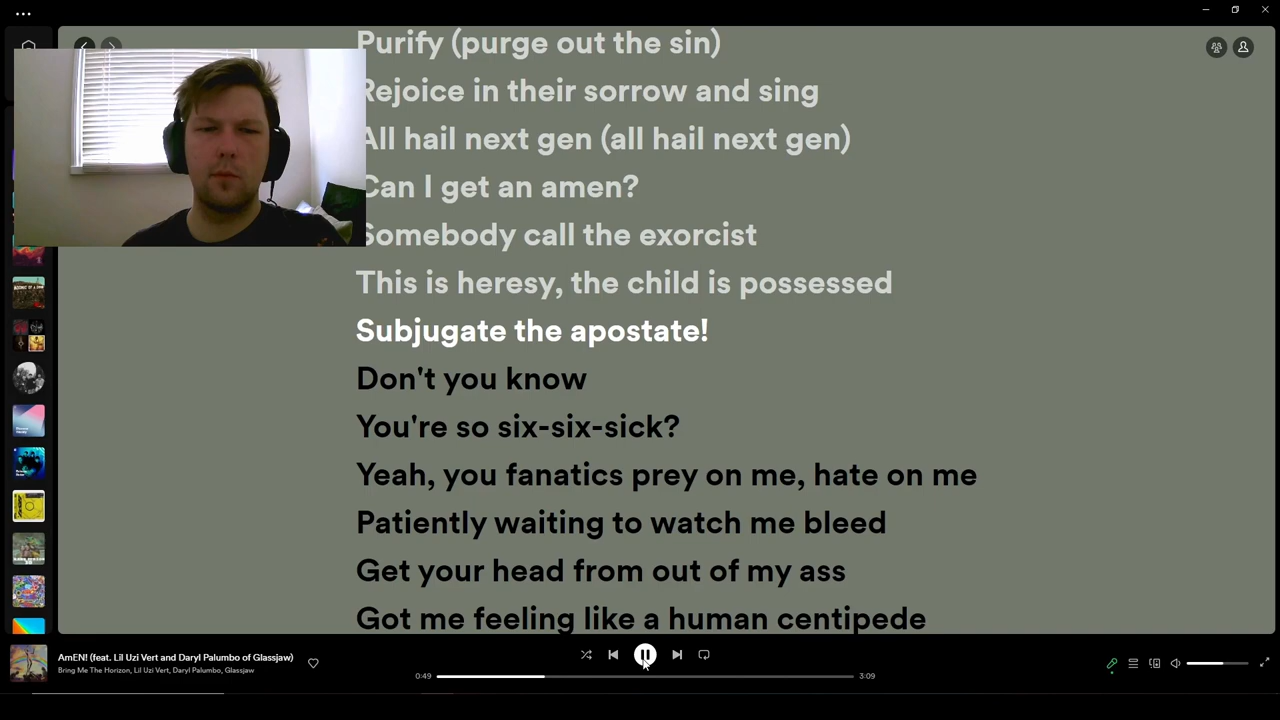 Purify (purge out the sin)
Rejoice in their sorrow and sing
All hail next gen (all hail next gen)
Can I get an amen?
Somebody call the exorcist
This is heresy, the child is possessed
Subjugate the apostate!
Don't you know
You're so six-six-sick?
Yeah, you fanatics prey on me, hate on me
Patiently waiting to watch me bleed
Get your head from out of my ass
Got me feeling like a human centipede
AmEN! (feat. Lil Uzi Vert and Daryl Palumbo of Glassjaw)
Bring Me The Horizon, Lil Uzi Vert, Daryl Palumbo, Glassjaw
0:49
3:09